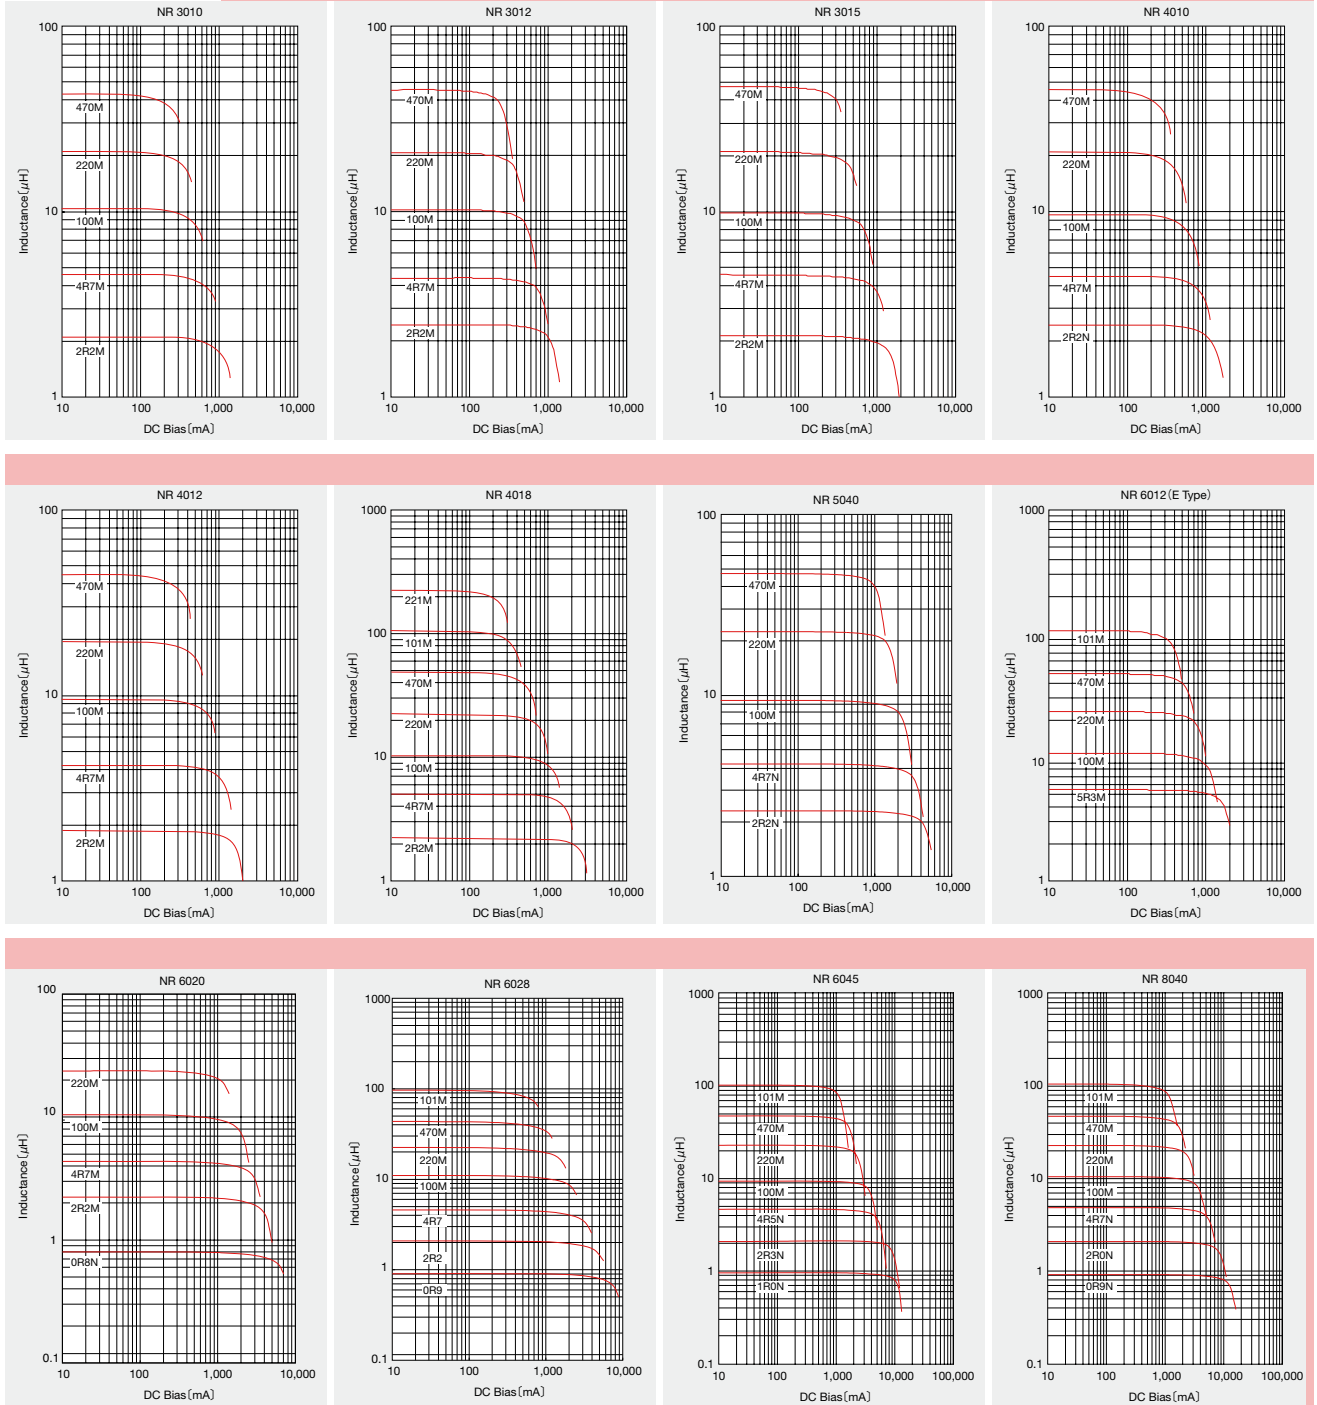 NR 3010
100
10
1
Inductance〔μH〕
470M
220M
100M
4R7M
2R2M
10 100 1,000 10,000
DC Bias〔mA〕
NR 3012
100
10
1
Inductance〔μH〕
470M
220M
100M
4R7M
2R2M
10 100 1,000 10,000
DC Bias〔mA〕
NR 3015
100
10
1
Inductance〔μH〕
470M
220M
100M
4R7M
2R2M
10 100 1,000 10,000
DC Bias〔mA〕
NR 4010
100
10
1
Inductance〔μH〕
470M
220M
100M
4R7M
2R2N
10 100 1,000 10,000
DC Bias〔mA〕
NR 4012
100
10
1
Inductance〔μH〕
470M
220M
100M
4R7M
2R2M
10 100 1,000 10,000
DC Bias〔mA〕
NR 4018
1000
100
10
1
Inductance〔μH〕
221M
101M
470M
220M
100M
4R7M
2R2M
10 100 1,000 10,000
DC Bias〔mA〕
NR 5040
100
10
1
Inductance〔μH〕
470M
220M
100M
4R7N
2R2N
10 100 1,000 10,000
DC Bias〔mA〕
NR 6012（E Type）
1000
100
10
1
Inductance〔μH〕
101M
470M
220M
100M
5R3M
10 100 1,000 10,000
DC Bias〔mA〕
NR 6020
100
10
1
0.1
Inductance〔μH〕
220M
100M
4R7M
2R2M
0R8N
10 100 1,000 10,000
DC Bias〔mA〕
NR 6028
1000
100
10
1
0.1
Inductance〔μH〕
101M
470M
220M
100M
4R7
2R2
0R9
10 100 1,000 10,000
DC Bias〔mA〕
NR 6045
1000
100
10
1
0.1
Inductance〔μH〕
101M
470M
220M
100M
4R5N
2R3N
1R0N
10 100 1,000 10,000 100,000
DC Bias〔mA〕
NR 8040
1000
100
10
1
0.1
Inductance〔μH〕
101M
470M
220M
100M
4R7N
2R0N
0R9N
10 100 1,000 10,000 100,000
DC Bias〔mA〕